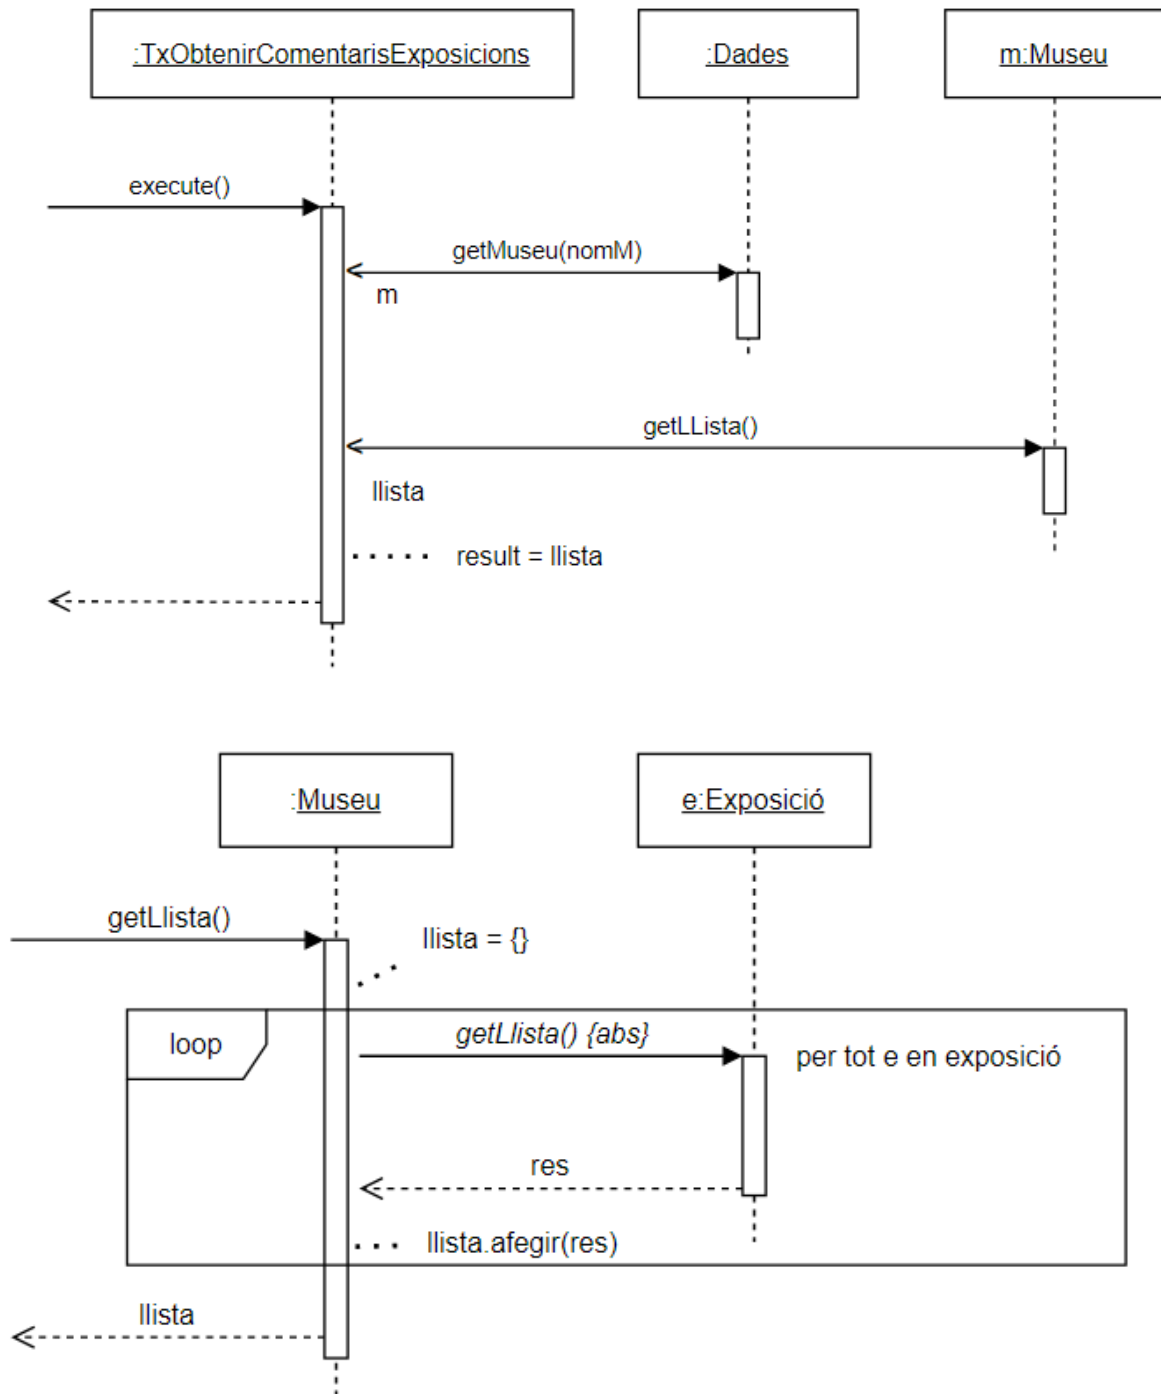 :TxObtenirComentarisExposicions
:Dades
m:Museu
execute()
getMuseu(nomM)
m
getLLista()
llista
result = llista
:Museu
e:Exposició
getLlista()
llista = {}
loop
getLlista() {abs}
per tot e en exposició
res
llista.afegir(res)
llista